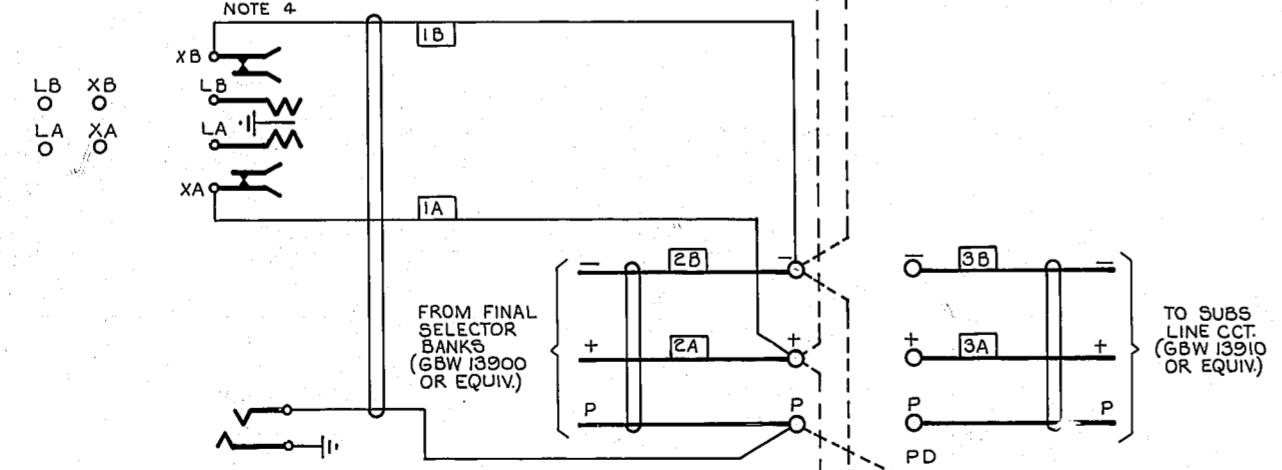 NOTE 4
1B
XB
LB XB
LB
LA XA
LA
XA
1A
2B
3B
FROM FINAL
SELECTOR
BANKS
(GBW 13900
OR EQUIV.)
− −
− −
+ 2A +
+ 3A +
P P
P P
TO SUBS
LINE CCT.
(GBW 13910
OR EQUIV.)
PD